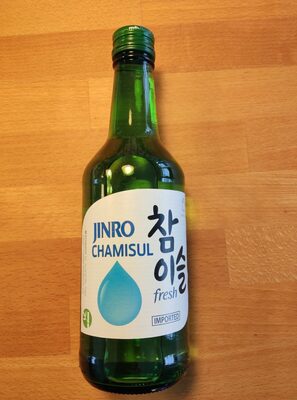 JINRO
CHAMISUL
참
이슬
fresh
IMPORTED